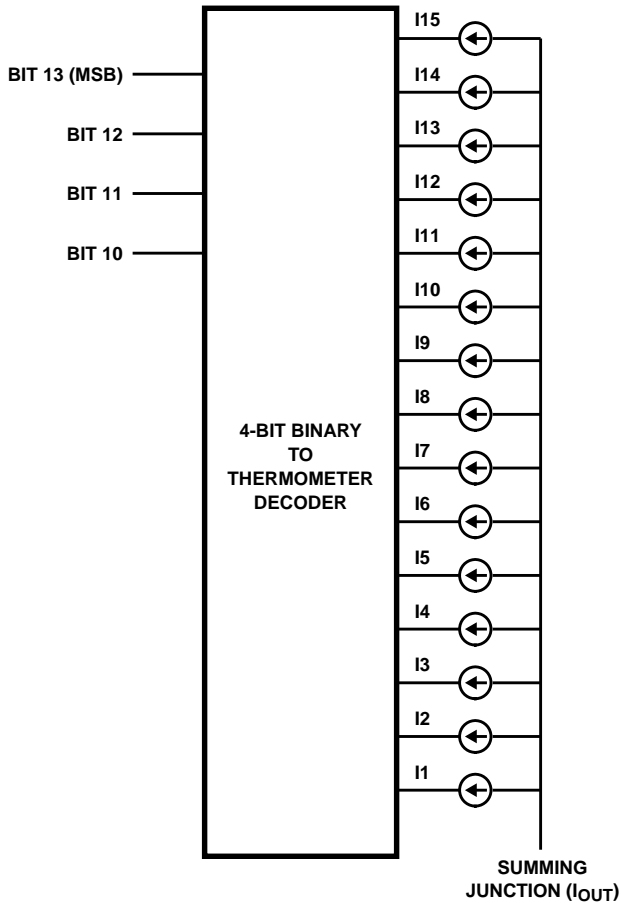 BIT 13 (MSB)
BIT 12
BIT 11
BIT 10
4-BIT BINARY
TO
THERMOMETER
DECODER
I15
I14
I13
I12
I11
I10
I9
I8
I7
I6
I5
I4
I3
I2
I1
SUMMING
JUNCTION (IOUT)